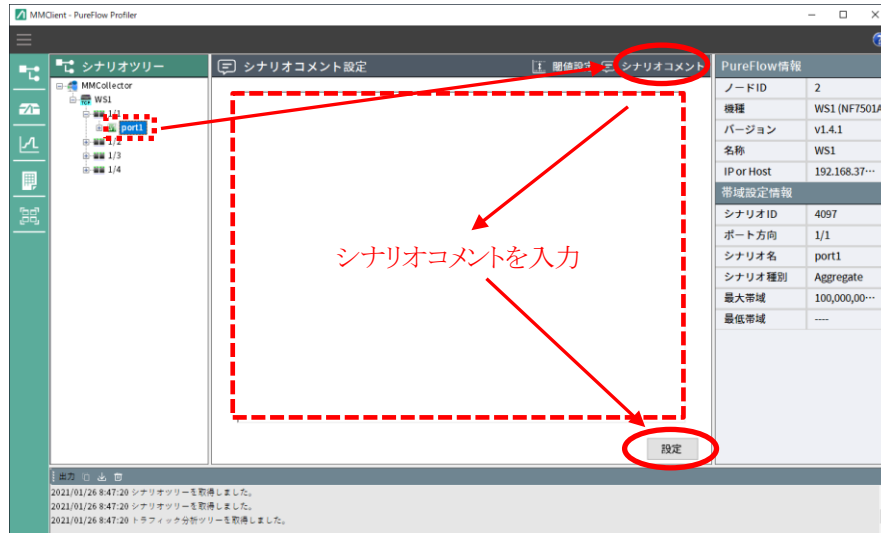 MMClient - PureFlow Profiler
シナリオツリー
MMCollector
WS1
1/1
port1
1/2
1/3
1/4
シナリオコメント設定
閾値設定
シナリオコメント
シナリオコメントを入力
設定
PureFlow情報
ノードID 2
機種 WS1 (NF7501A
バージョン v1.4.1
名称 WS1
IP or Host 192.168.37…
帯域設定情報
シナリオID 4097
ポート方向 1/1
シナリオ名 port1
シナリオ種別 Aggregate
最大帯域 100,000,00…
最低帯域 ----
出力
2021/01/26 8:47:20 シナリオツリーを取得しました。
2021/01/26 8:47:20 シナリオツリーを取得しました。
2021/01/26 8:47:20 トラフィック分析ツリーを取得しました。